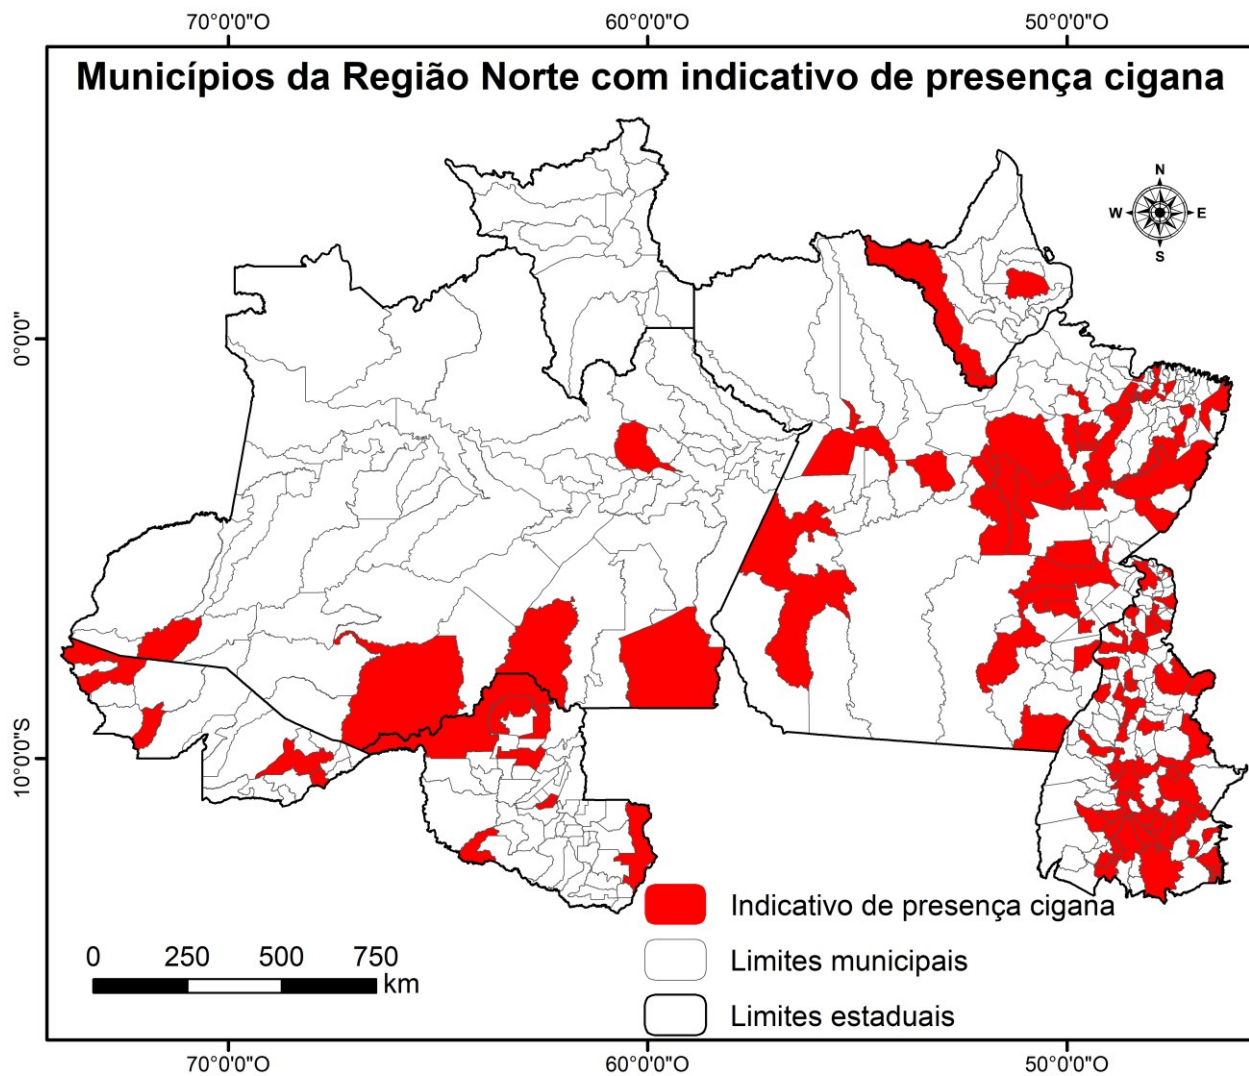 70°0'0"O 60°0'0"O 50°0'0"O
Municípios da Região Norte com indicativo de presença cigana
N
W E
S
0°0'0"
10°0'0"S
Indicativo de presença cigana
Limites municipais
Limites estaduais
0 250 500 750
km
70°0'0"O 60°0'0"O 50°0'0"O